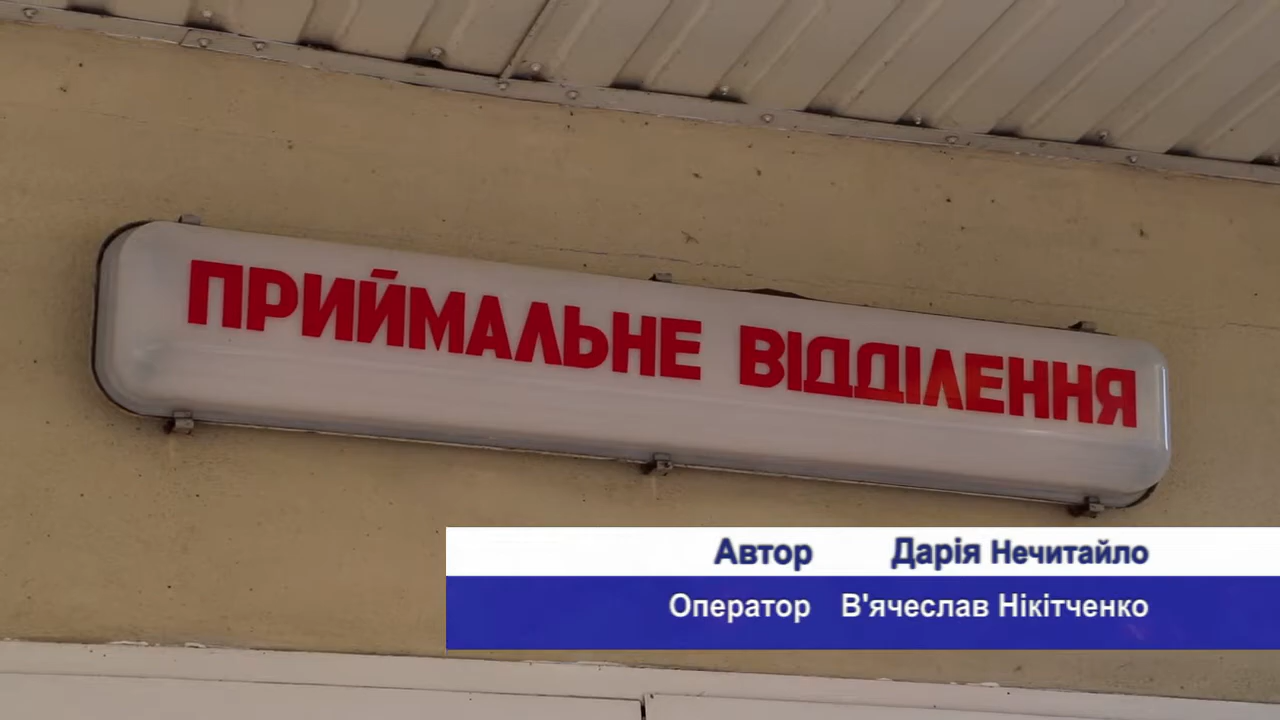 ПРИЙМАЛЬНЕ ВІДДІЛЕННЯ
Автор Дарія Нечитайло
Оператор В'ячеслав Нікітченко